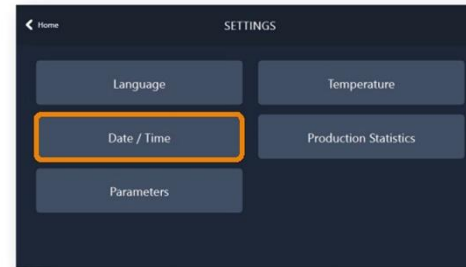 Home
SETTINGS
Language
Temperature
Date / Time
Production Statistics
Parameters